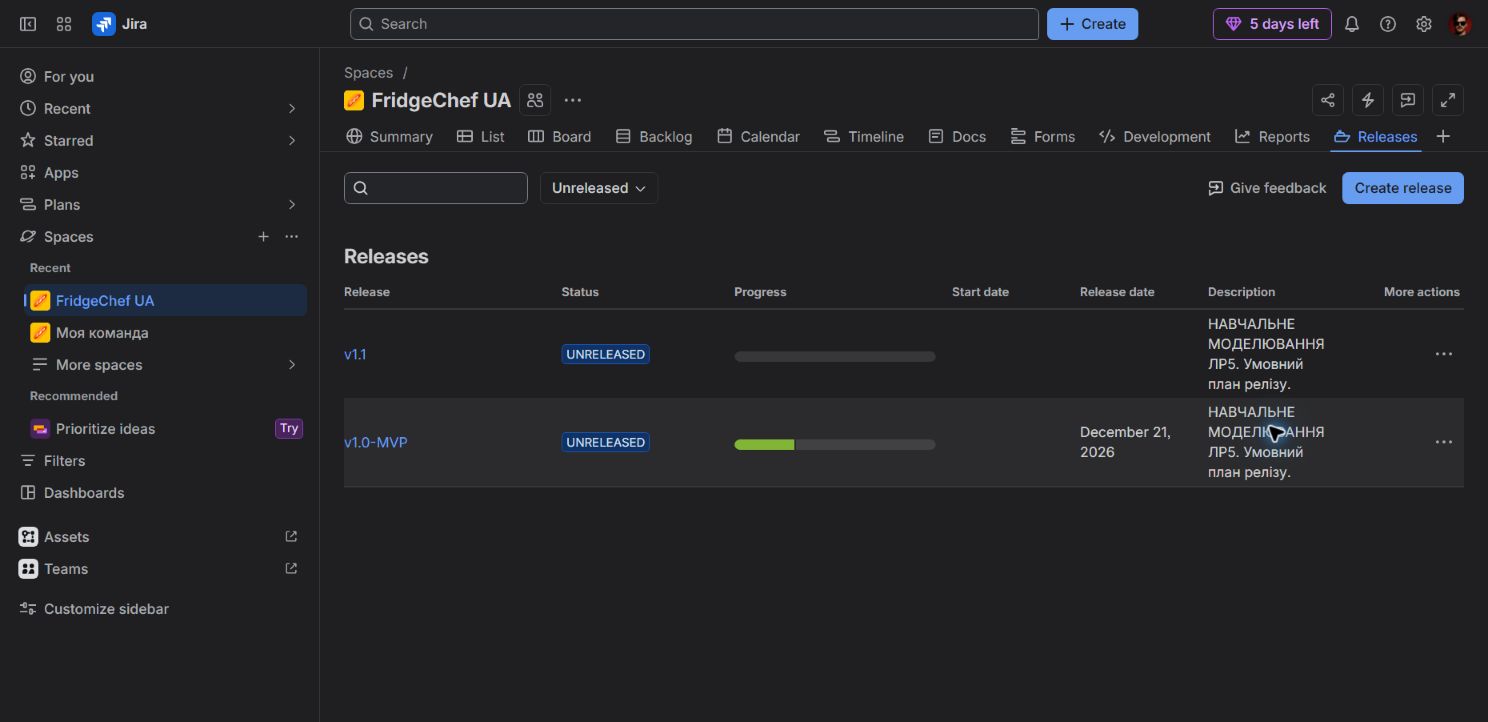 Jira
Search
Create
5 days left
For you
Recent
Starred
Apps
Plans
Spaces
Recent
FridgeChef UA
Моя команда
More spaces
Recommended
Prioritize ideas
Try
Filters
Dashboards
Assets
Teams
Customize sidebar
Spaces /
FridgeChef UA
Summary List Board Backlog Calendar Timeline Docs Forms Development Reports Releases
Unreleased
Give feedback
Create release
Releases
Release Status Progress Start date Release date Description More actions
v1.1
UNRELEASED
НАВЧАЛЬНЕ
МОДЕЛЮВАННЯ
ЛР5. Умовний
план релізу.
v1.0-MVP
UNRELEASED
December 21,
2026
НАВЧАЛЬНЕ
МОДЕЛЮВАННЯ
ЛР5. Умовний
план релізу.